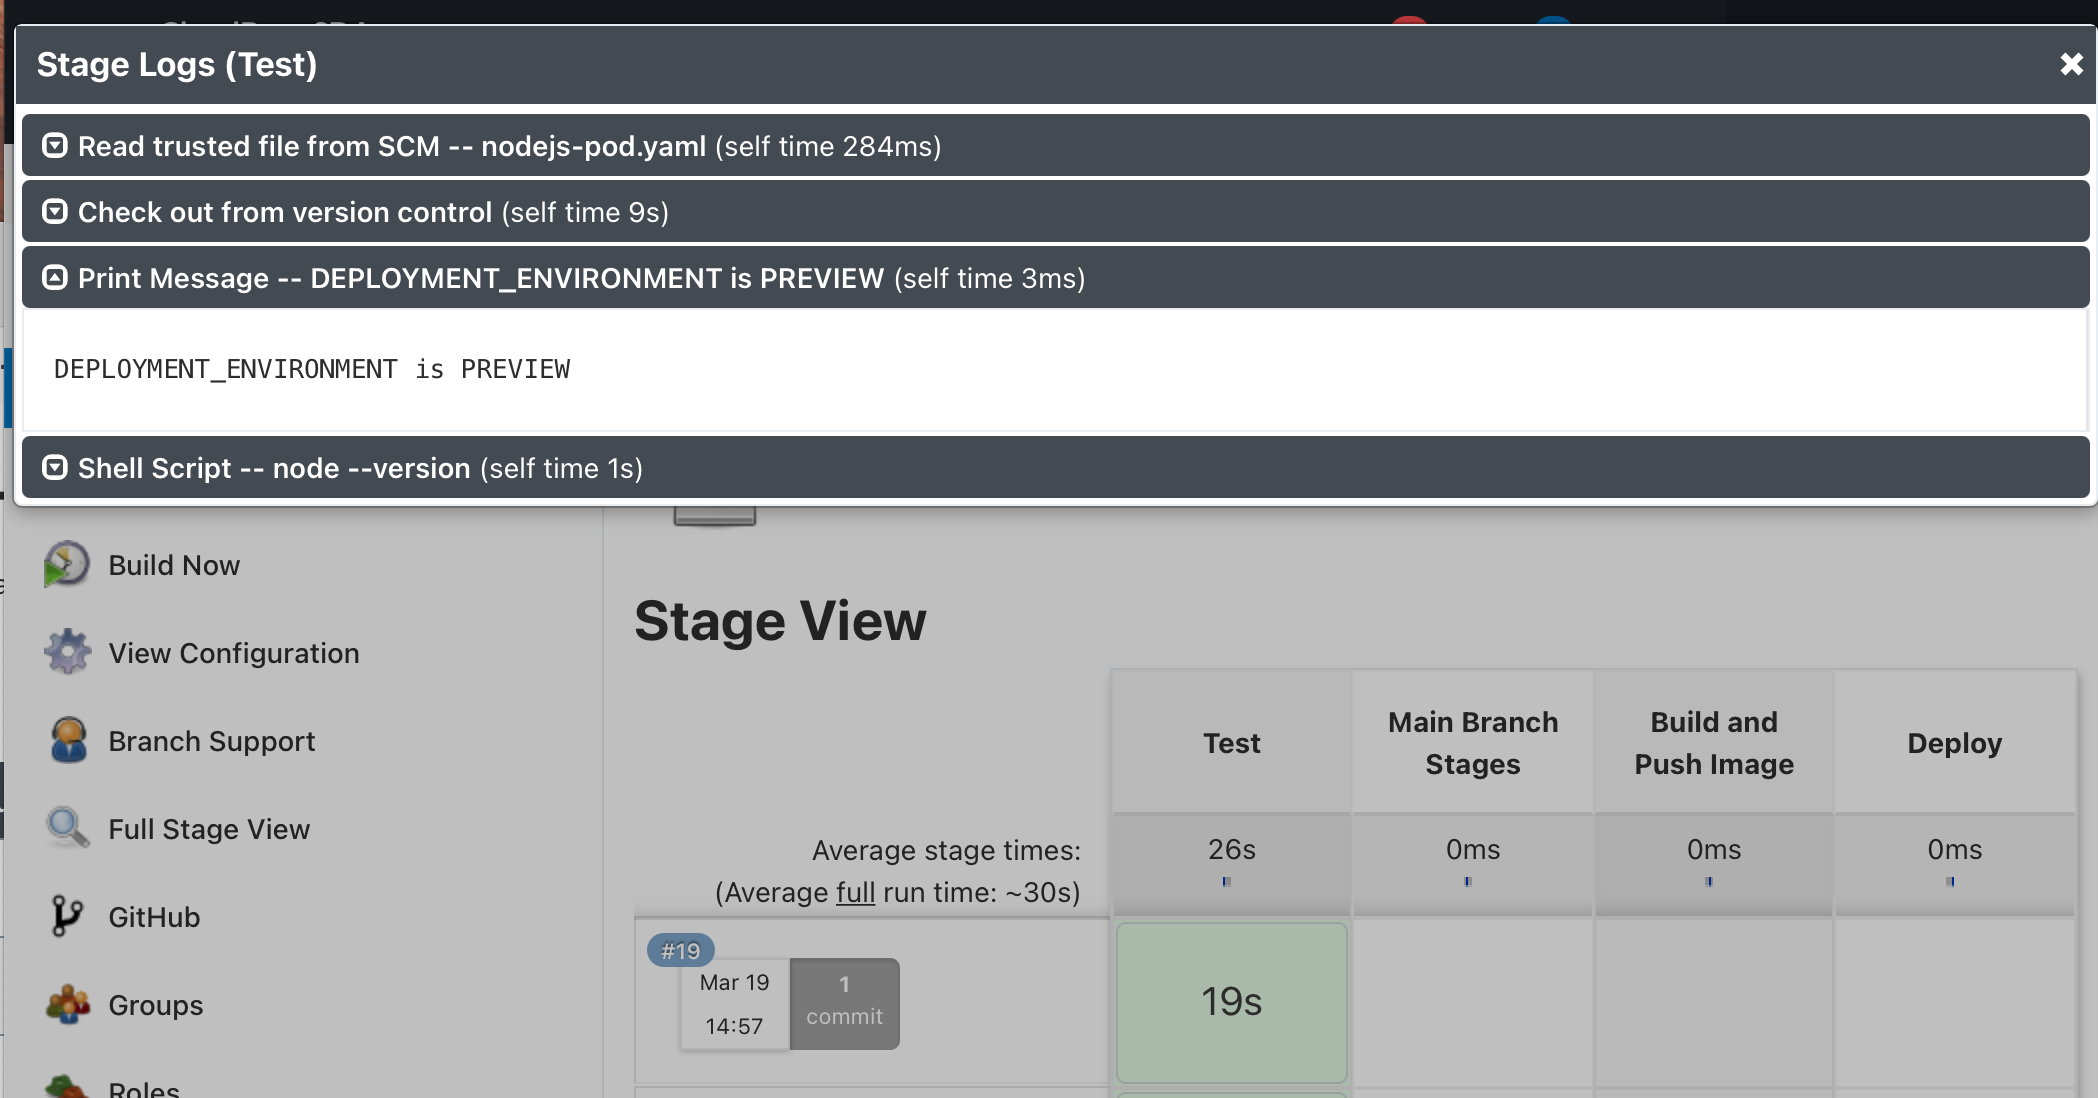 Stage Logs (Test)
Read trusted file from SCM -- nodejs-pod.yaml (self time 284ms)
Check out from version control (self time 9s)
Print Message -- DEPLOYMENT_ENVIRONMENT is PREVIEW (self time 3ms)
DEPLOYMENT_ENVIRONMENT is PREVIEW
Shell Script -- node --version (self time 1s)
Build Now
View Configuration
Branch Support
Full Stage View
GitHub
Groups
Roles
Stage View
Test
Main Branch
Stages
Build and
Push Image
Deploy
Average stage times:
(Average full run time: ~30s)
26s
0ms
0ms
0ms
#19
Mar 19
14:57
1
commit
19s